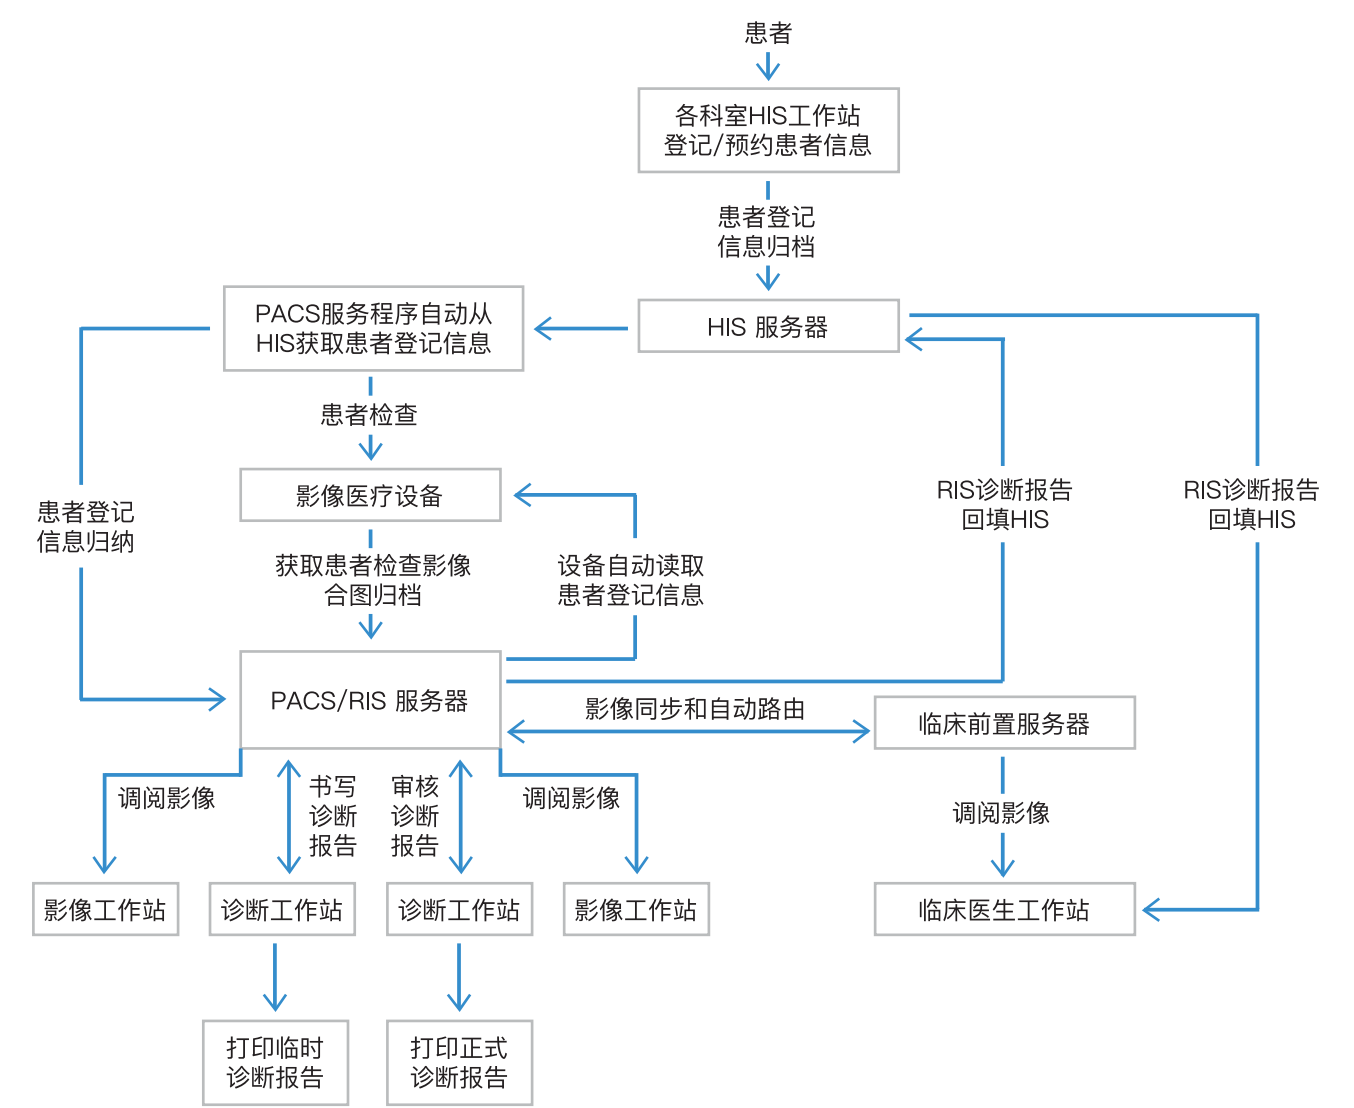 患者
各科室HIS工作站
登记/预约患者信息
患者登记
信息归档
PACS服务程序自动从
HIS获取患者登记信息
HIS 服务器
患者检查
影像医疗设备
患者登记
信息归纳
RIS诊断报告
回填HIS
RIS诊断报告
回填HIS
获取患者检查影像
合图归档
设备自动读取
患者登记信息
PACS/RIS 服务器
影像同步和自动路由
临床前置服务器
调阅影像
书写
诊断
报告
审核
诊断
报告
调阅影像
调阅影像
影像工作站
诊断工作站
诊断工作站
影像工作站
临床医生工作站
打印临时
诊断报告
打印正式
诊断报告